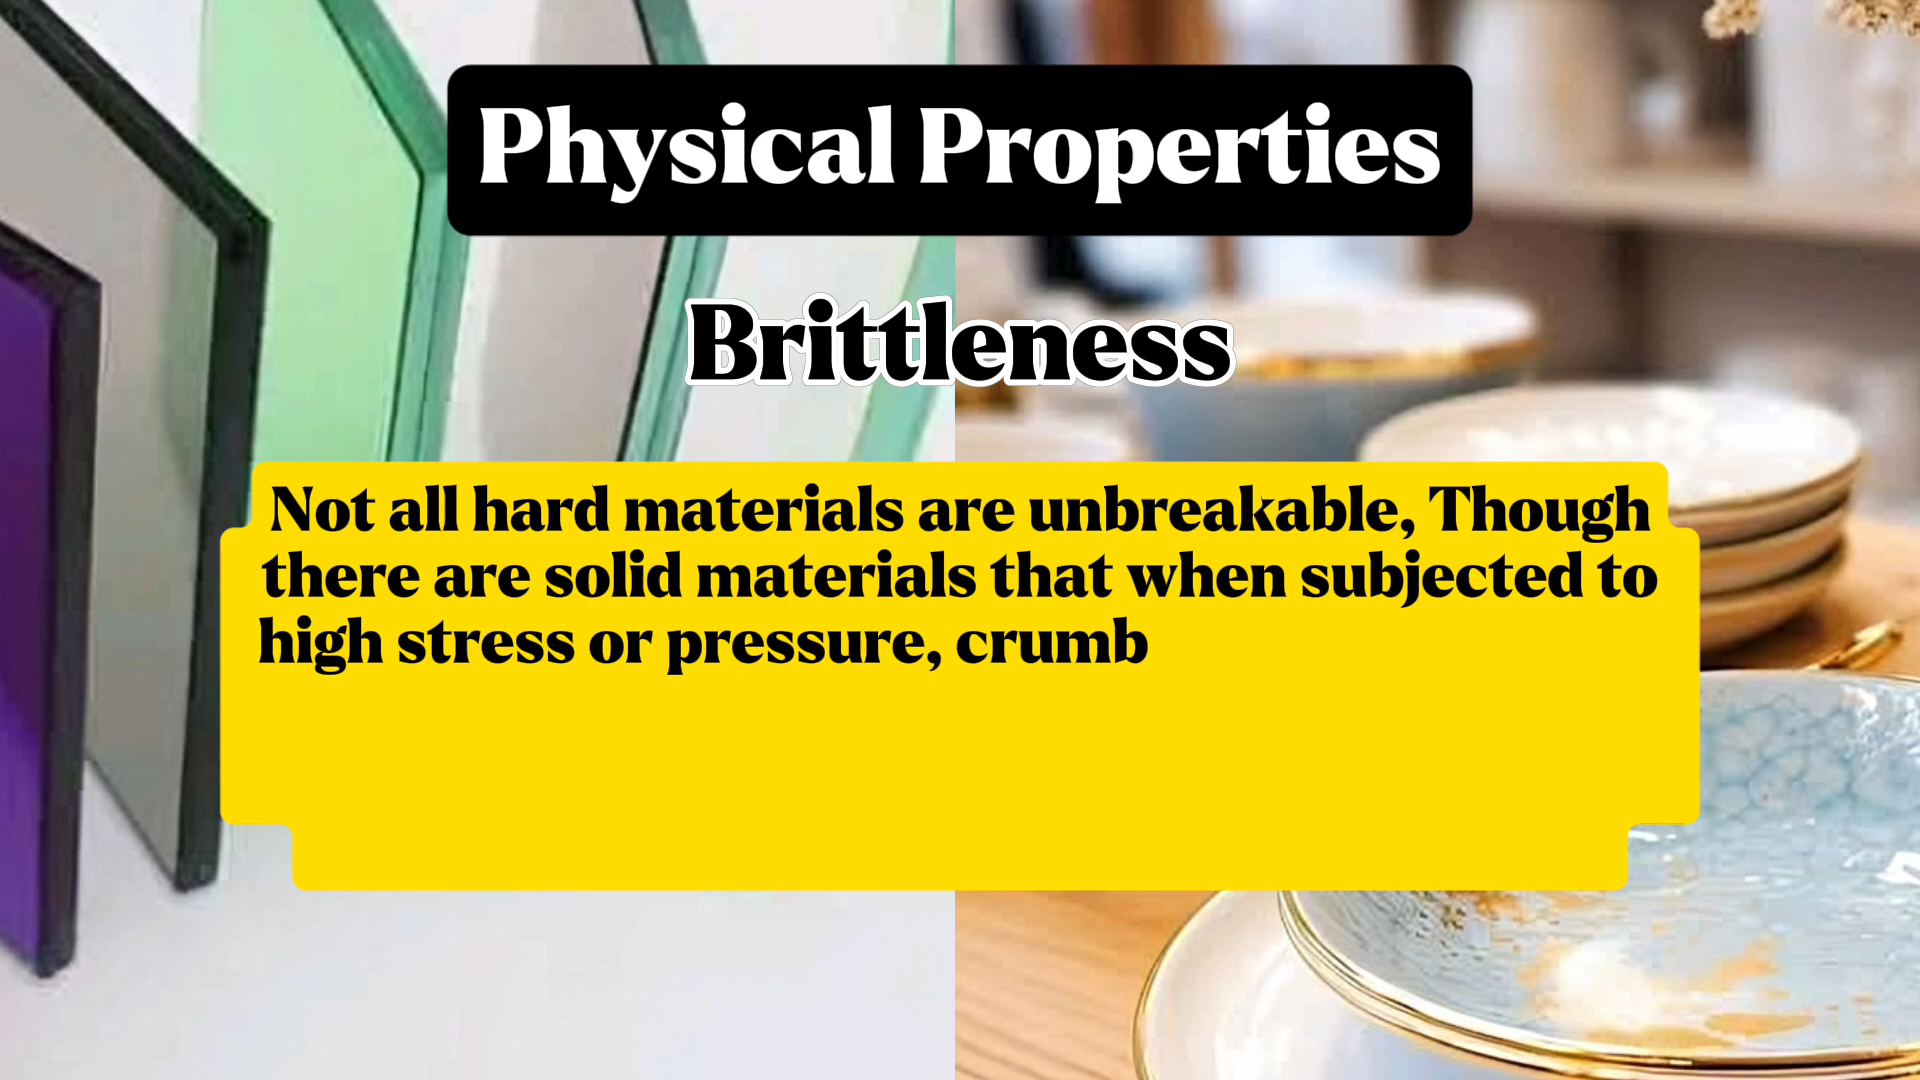 Physical Properties
Brittleness
Not all hard materials are unbreakable, Though
there are solid materials that when subjected to
high stress or pressure, crumb